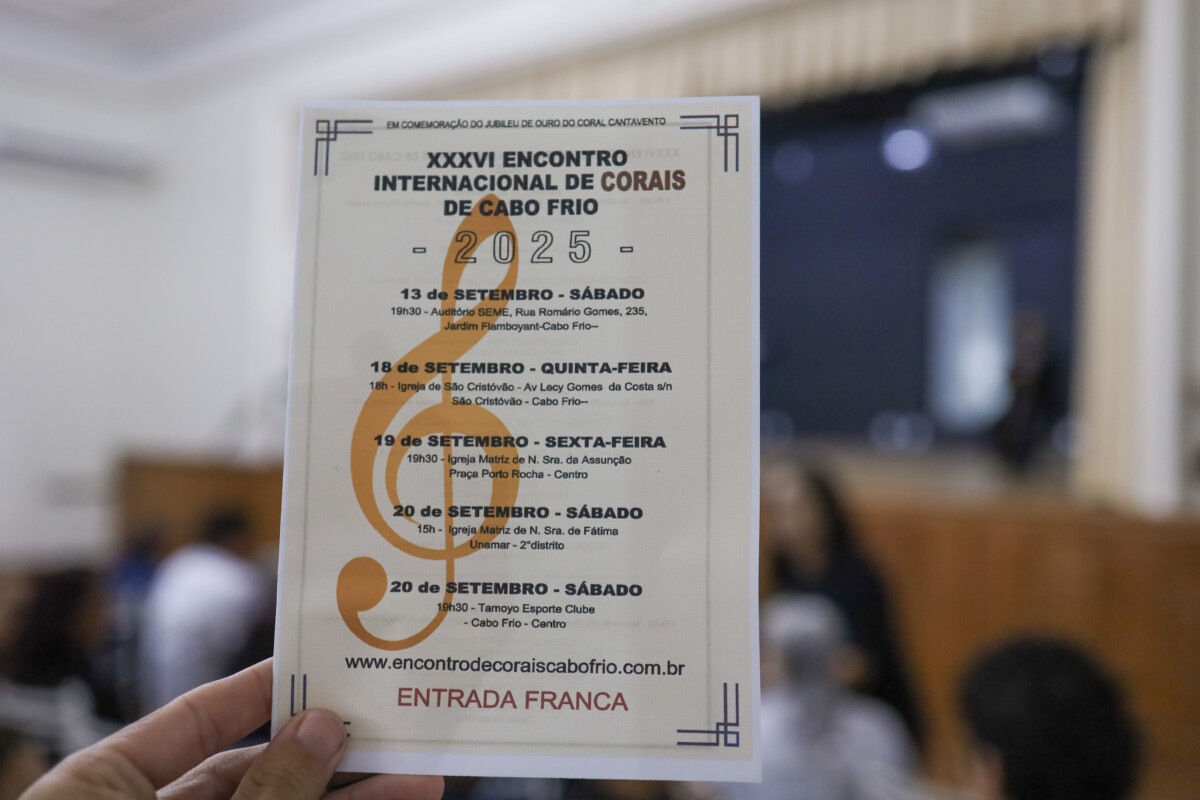 EM COMEMORAÇÃO DO JUBILEU DE OURO DO CORAL CANTAVENTO
XXXVI ENCONTRO
INTERNACIONAL DE CORAIS
DE CABO FRIO
- 2025 -
13 de SETEMBRO - SÁBADO
19h30 - Auditório SEME, Rua Romário Gomes, 235,
Jardim Flamboyant-Cabo Frio--
18 de SETEMBRO - QUINTA-FEIRA
18h - Igreja de São Cristóvão - Av Lecy Gomes da Costa s/n
São Cristóvão - Cabo Frio--
19 de SETEMBRO - SEXTA-FEIRA
19h30 - Igreja Matriz de N. Sra. da Assunção
Praça Porto Rocha - Centro
20 de SETEMBRO - SÁBADO
15h - Igreja Matriz de N. Sra. de Fátima
Unamar - 2°distrito
20 de SETEMBRO - SÁBADO
19h30 - Tamoyo Esporte Clube
- Cabo Frio - Centro
www.encontrodecoraiscabofrio.com.br
ENTRADA FRANCA